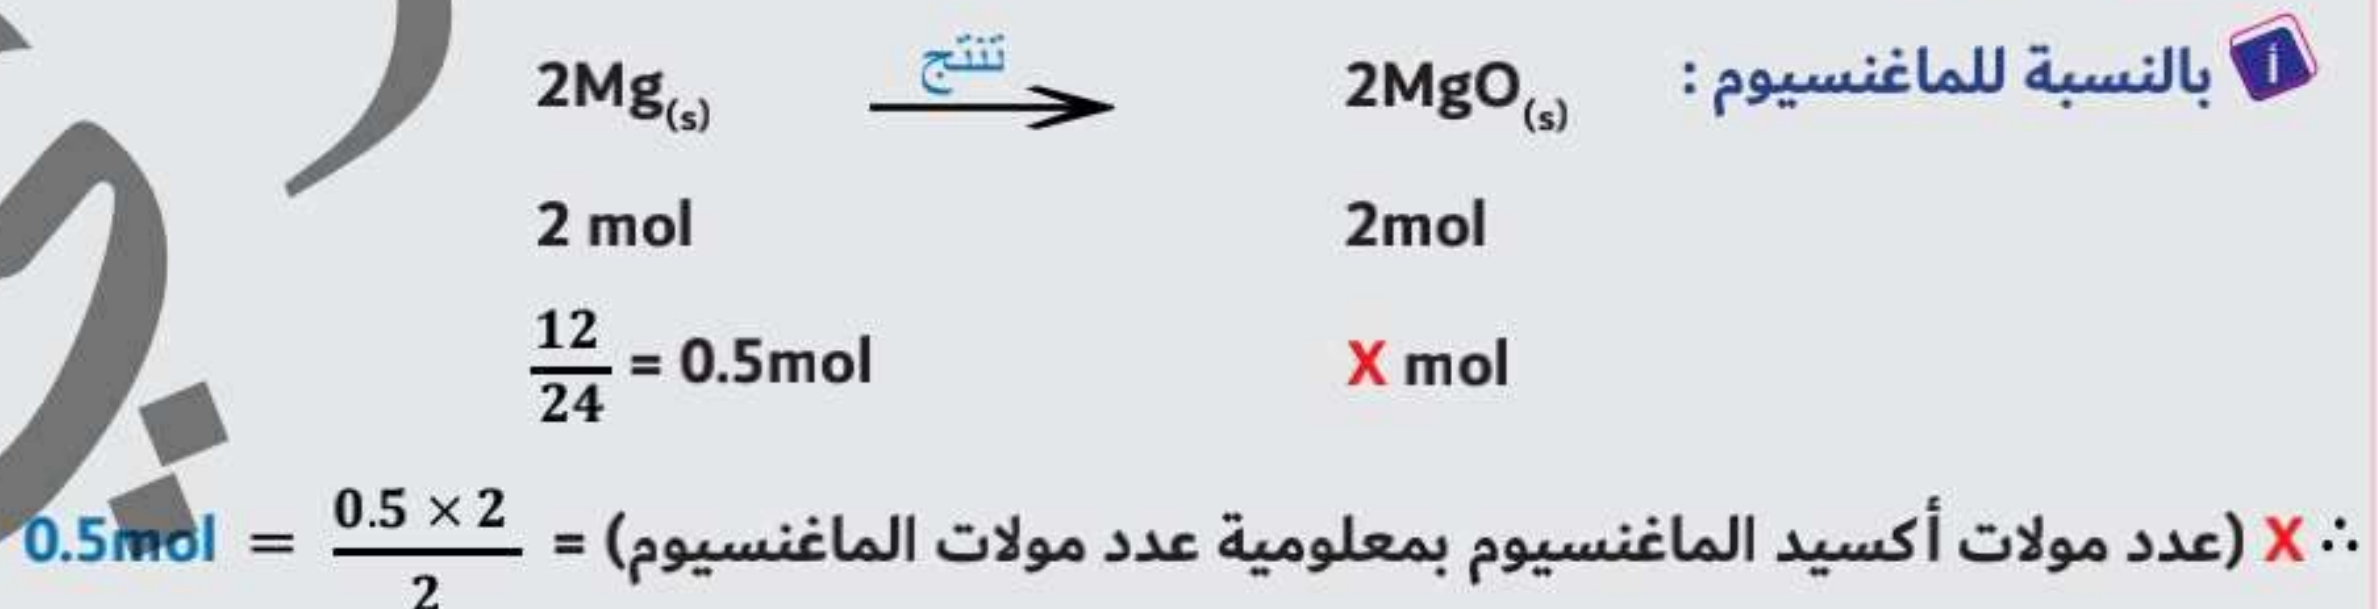 أ بالنسبة للماغنسيوم : 2Mg(s) تنتج → 2MgO(s)
2 mol 2mol
12/24 = 0.5mol X mol
∴ X (عدد مولات أكسيد الماغنسيوم بمعلومية عدد مولات الماغنسيوم) = 0.5 × 2 / 2 = 0.5mol